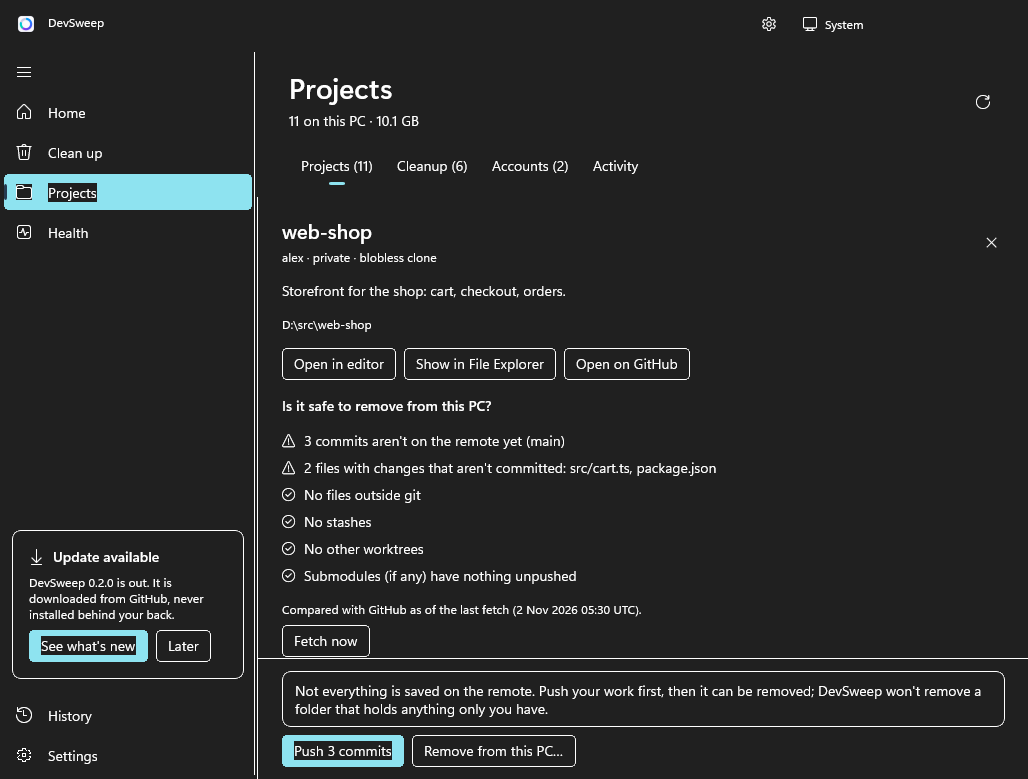 DevSweep
System
Home
Clean up
Projects
Health
Update available
DevSweep 0.2.0 is out. It is
downloaded from GitHub, never
installed behind your back.
See what's new
Later
History
Settings
Projects
11 on this PC · 10.1 GB
Projects (11)
Cleanup (6)
Accounts (2)
Activity
web-shop
alex · private · blobless clone
Storefront for the shop: cart, checkout, orders.
D:\src\web-shop
Open in editor
Show in File Explorer
Open on GitHub
Is it safe to remove from this PC?
3 commits aren't on the remote yet (main)
2 files with changes that aren't committed: src/cart.ts, package.json
No files outside git
No stashes
No other worktrees
Submodules (if any) have nothing unpushed
Compared with GitHub as of the last fetch (2 Nov 2026 05:30 UTC).
Fetch now
Not everything is saved on the remote. Push your work first, then it can be removed; DevSweep won't remove a
folder that holds anything only you have.
Push 3 commits
Remove from this PC...